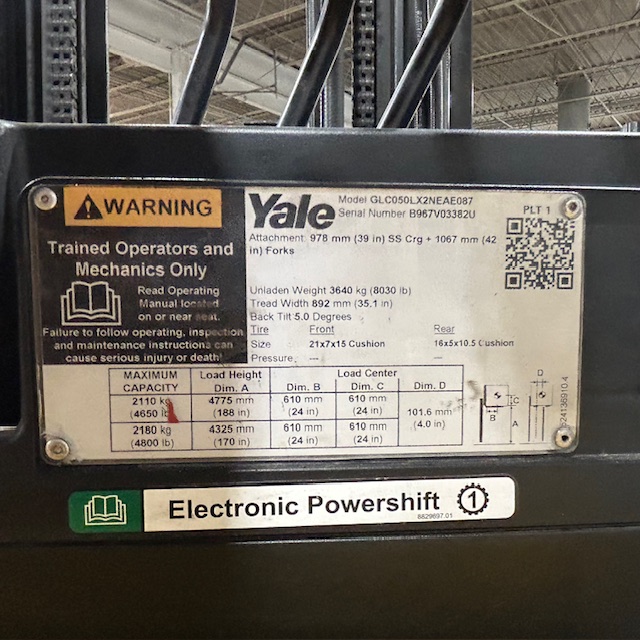 WARNING
Trained Operators and
Mechanics Only
Read Operating
Manual located
on or near seat.
Failure to follow operating, inspection
and maintenance instructions can
cause serious injury or death!
Yale
Model GLC050LX2NEAE087
Serial Number B967V03382U
PLT 1
Attachment: 978 mm (39 in) SS Crg + 1067 mm (42
in) Forks
Unladen Weight 3640 kg (8030 lb)
Tread Width 892 mm (35.1 in)
Back Tilt 5.0 Degrees
Tire Front Rear
Size 21x7x15 Cushion 16x5x10.5 Cushion
Pressure --- ---
MAXIMUM CAPACITY Load Height Load Center
Dim. A Dim. B Dim. C Dim. D
2110 kg 4775 mm 610 mm 610 mm
(4650 lb) (188 in) (24 in) (24 in)
101.6 mm
(4.0 in)
2180 kg 4325 mm 610 mm 610 mm
(4800 lb) (170 in) (24 in) (24 in)
D
C
B
A
Electronic Powershift 1
8829897 01